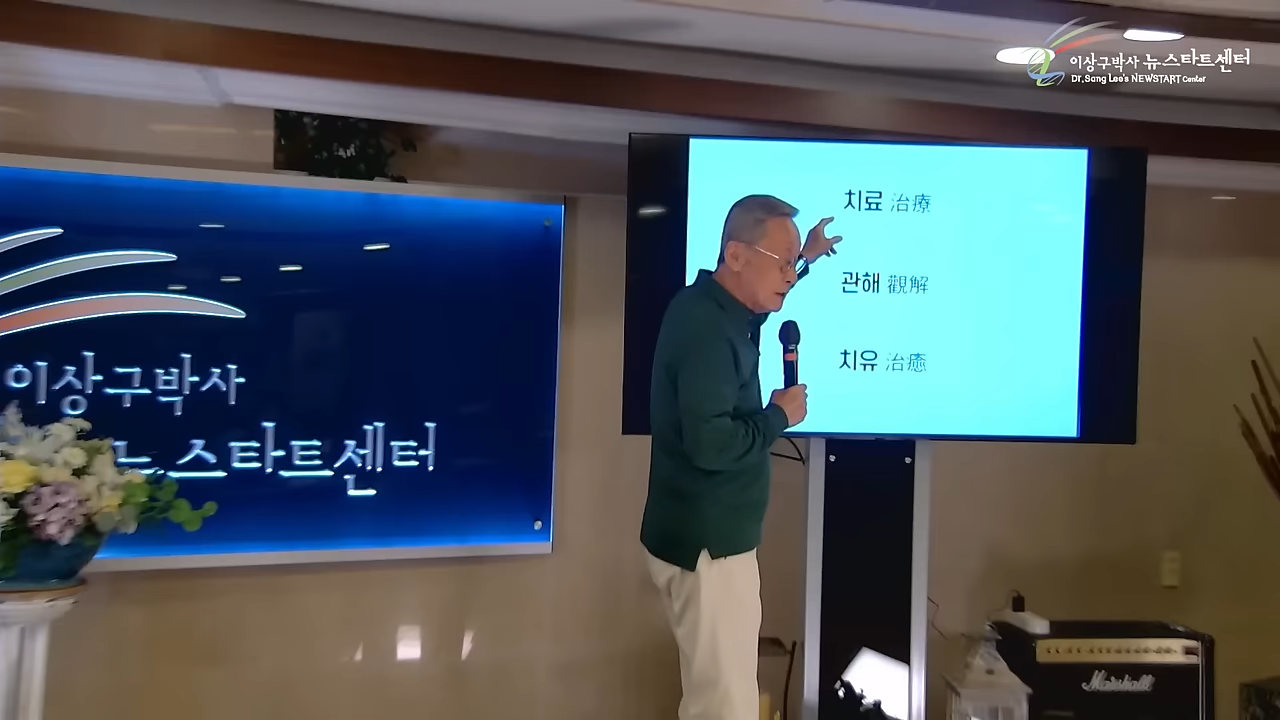 이상구박사 뉴스타트센터
Dr. Sang Lee's NEWSTART Center
치료 治療
관해 觀解
치유 治癒
이상구박사
뉴스타트센터
Marshall